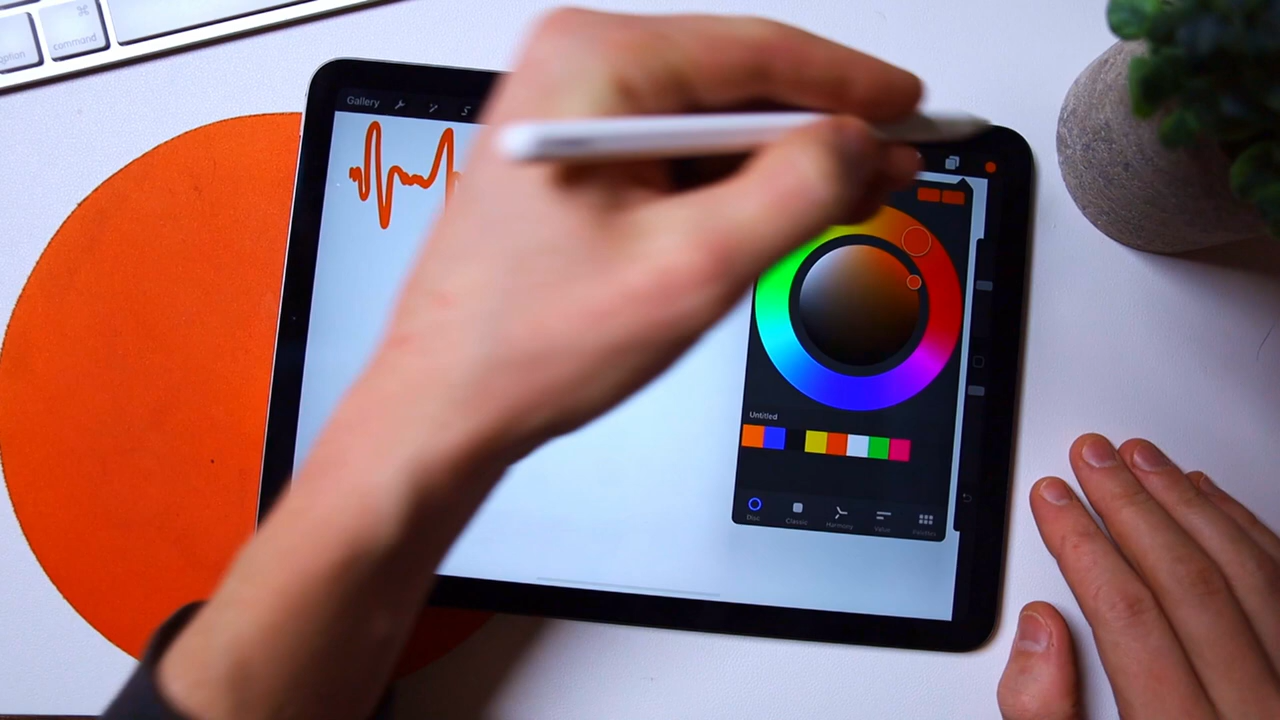 ⌘
option
command
Gallery
Untitled
Disc
Classic
Harmony
Value
Palettes